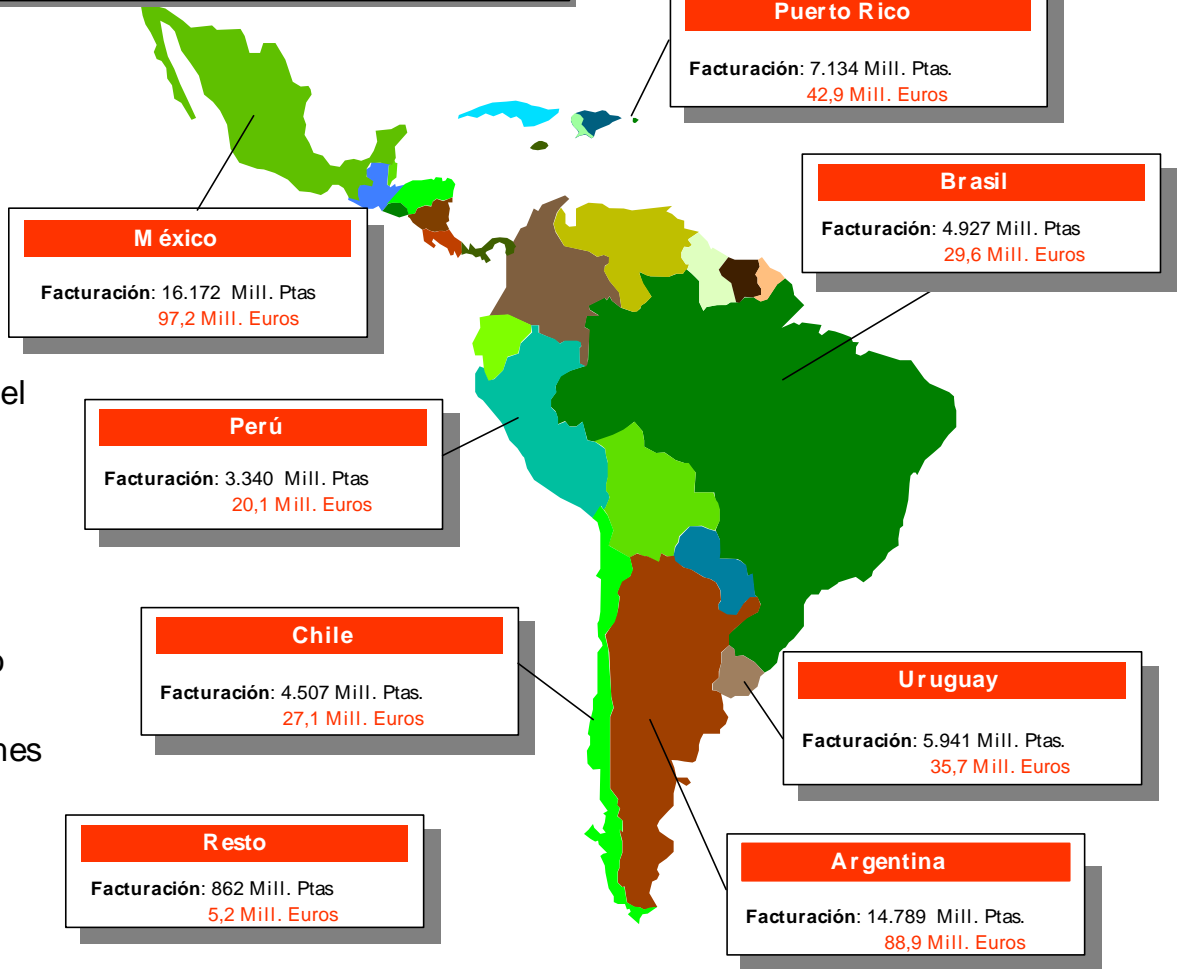 Puerto Rico
Facturación: 7.134 Mill. Ptas.
42,9 Mill. Euros
Brasil
Facturación: 4.927 Mill. Ptas
29,6 Mill. Euros
México
Facturación: 16.172 Mill. Ptas
97,2 Mill. Euros
el
Perú
Facturación: 3.340 Mill. Ptas
20,1 Mill. Euros
Chile
Facturación: 4.507 Mill. Ptas.
27,1 Mill. Euros
Uruguay
Facturación: 5.941 Mill. Ptas.
35,7 Mill. Euros
Resto
Facturación: 862 Mill. Ptas
5,2 Mill. Euros
Argentina
Facturación: 14.789 Mill. Ptas.
88,9 Mill. Euros